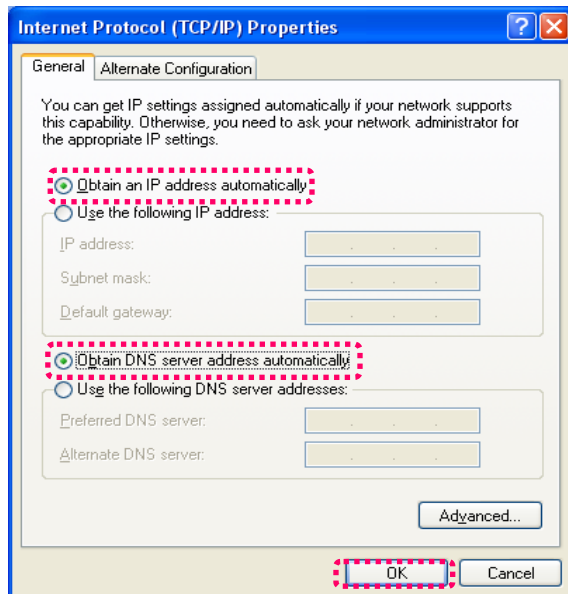 Internet Protocol (TCP/IP) Properties
General
Alternate Configuration
You can get IP settings assigned automatically if your network supports
this capability. Otherwise, you need to ask your network administrator for
the appropriate IP settings.
Obtain an IP address automatically
Use the following IP address:
IP address:
Subnet mask:
Default gateway:
Obtain DNS server address automatically
Use the following DNS server addresses:
Preferred DNS server:
Alternate DNS server:
Advanced...
OK
Cancel